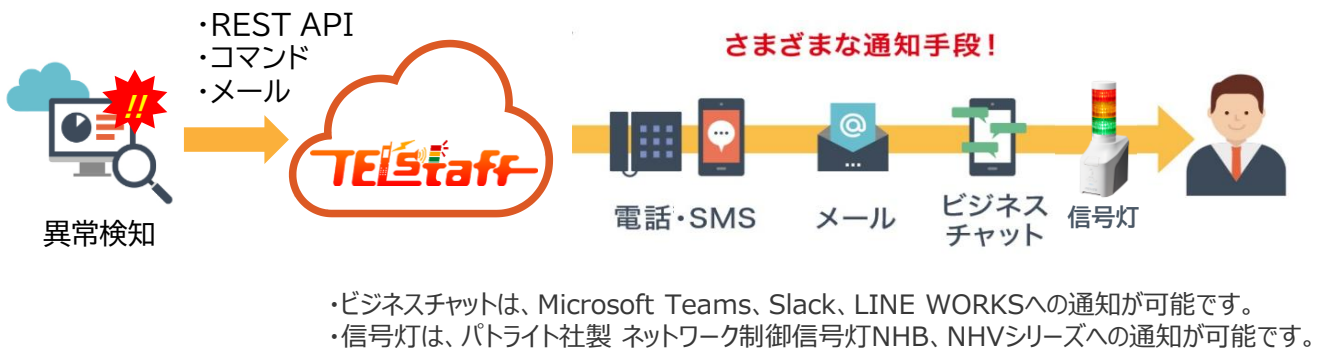 ・REST API
・コマンド
・メール
さまざまな通知手段!
!!
TELstaff
@
異常検知
電話・SMS
メール
ビジネス
チャット
信号灯
・ビジネスチャットは、Microsoft Teams、Slack、LINE WORKSへの通知が可能です。
・信号灯は、パトライト社製 ネットワーク制御信号灯NHB、NHVシリーズへの通知が可能です。